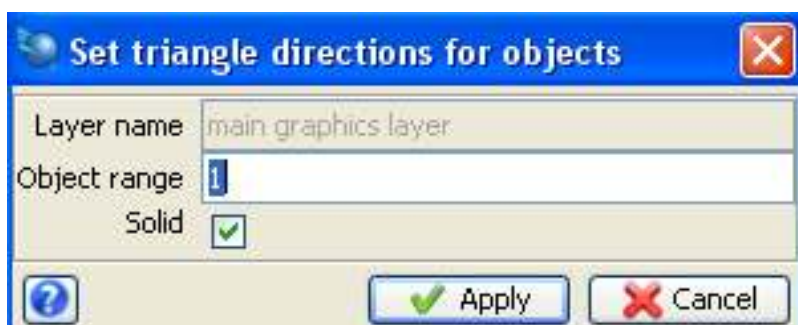 Set triangle directions for objects
Layer name main graphics layer
Object range 1
Solid
? Apply Cancel